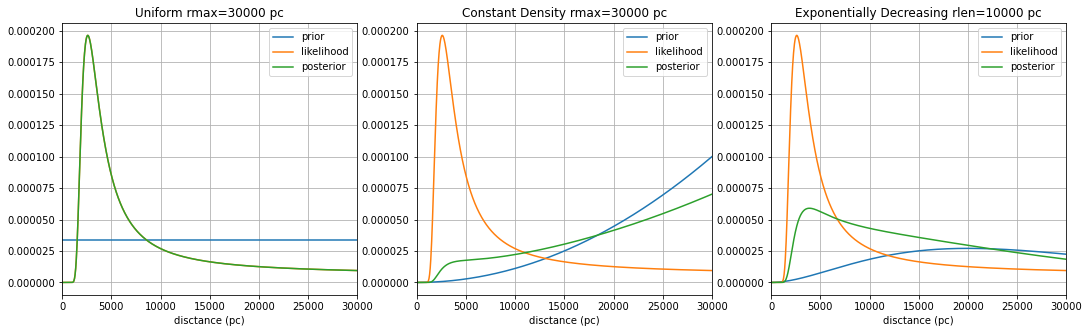 Uniform rmax=30000 pc
0.000200
0.000175
0.000150
0.000125
0.000100
0.000075
0.000050
0.000025
0.000000
prior
likelihood
posterior
0 5000 10000 15000 20000 25000 30000
disctance (pc)
Constant Density rmax=30000 pc
0.000200
0.000175
0.000150
0.000125
0.000100
0.000075
0.000050
0.000025
0.000000
prior
likelihood
posterior
0 5000 10000 15000 20000 25000 30000
disctance (pc)
Exponentially Decreasing rlen=10000 pc
0.000200
0.000175
0.000150
0.000125
0.000100
0.000075
0.000050
0.000025
0.000000
prior
likelihood
posterior
0 5000 10000 15000 20000 25000 30000
disctance (pc)